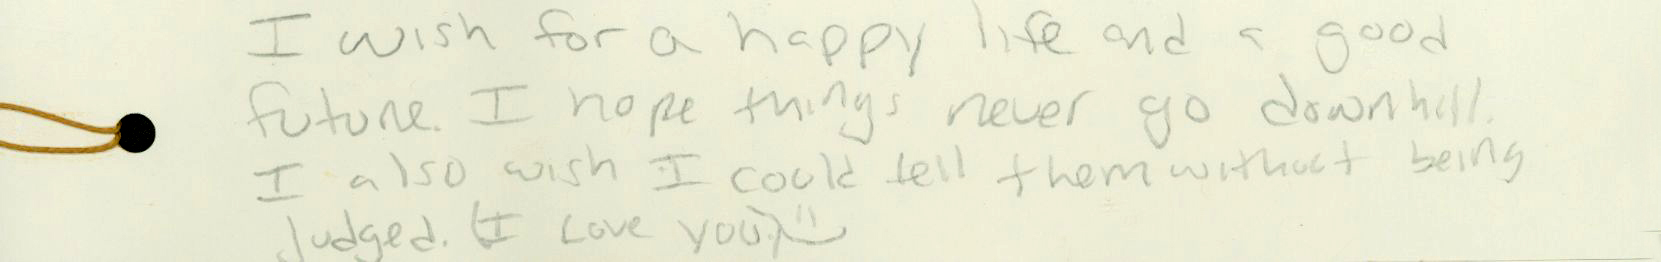 I wish for a happy life and a good
future. I hope things never go downhill.
I also wish I could tell them without being
judged. (I Love you) :)